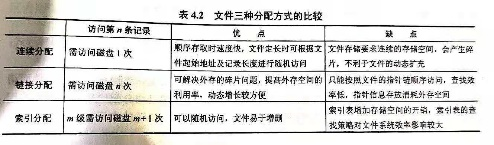 表 4.2 文件三种分配方式的比较
访问第 n 条记录 优 点 缺 点
连续分配 需访问磁盘 1 次 顺序存取时速度快，文件定长时可根据文件起始地址及记录长度进行随机访问 文件存储要求连续的存储空间，会产生碎片，不利于文件的动态扩充
链接分配 需访问磁盘 n 次 可解决外存的碎片问题，提高外存空间的利用率，动态增长较方便 只能按照文件的指针链顺序访问，查找效率低，指针信息存放消耗外存空间
索引分配 m 级需访问磁盘 m+1 次 可以随机访问，文件易于增删 索引表增加存储空间的开销，索引表的查找策略对文件系统效率影响较大